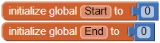 initialize global Start to 0
initialize global End to 0